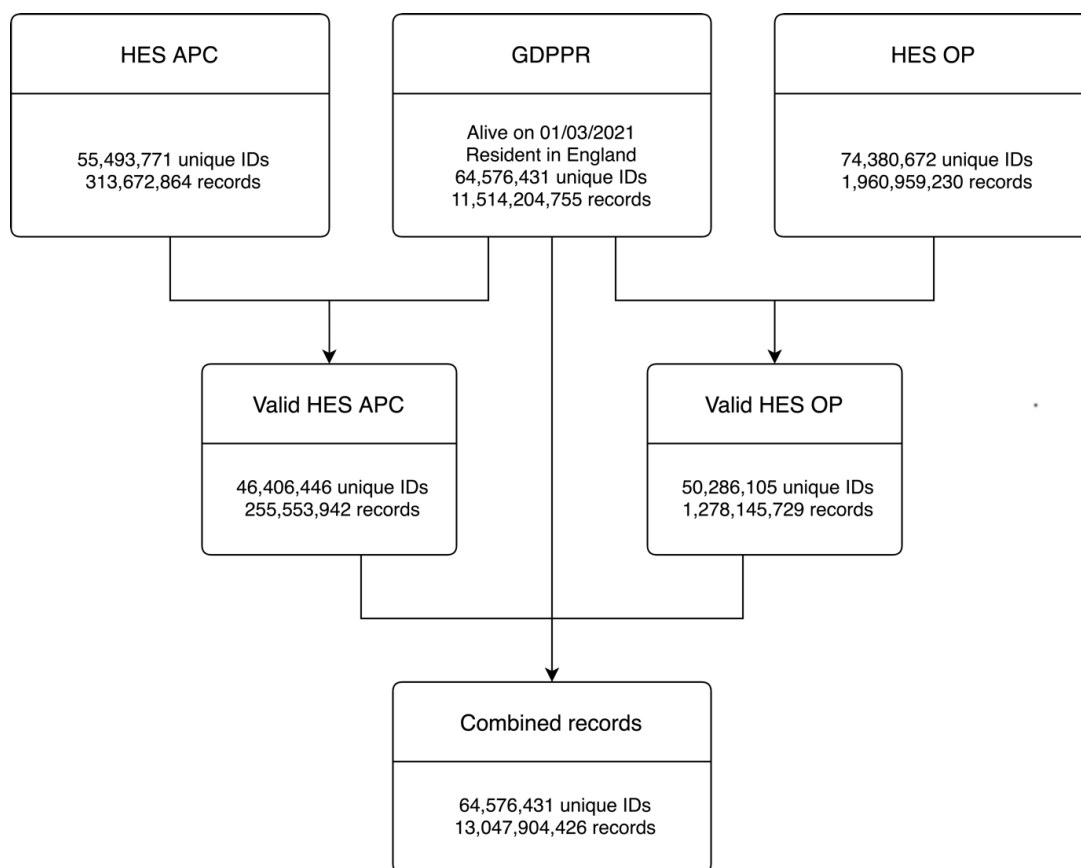 HES APC
55,493,771 unique IDs
313,672,864 records
GDPPR
Alive on 01/03/2021
Resident in England
64,576,431 unique IDs
11,514,204,755 records
HES OP
74,380,672 unique IDs
1,960,959,230 records
Valid HES APC
46,406,446 unique IDs
255,553,942 records
Valid HES OP
50,286,105 unique IDs
1,278,145,729 records
Combined records
64,576,431 unique IDs
13,047,904,426 records